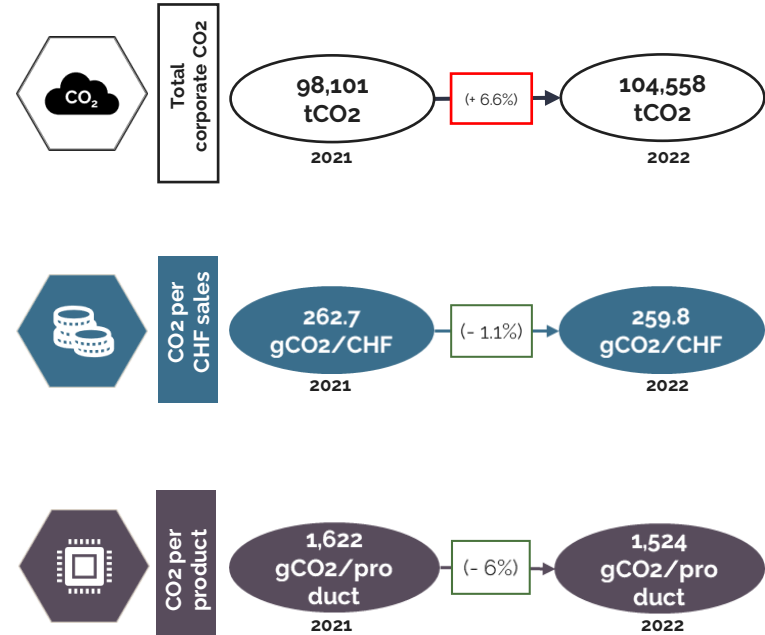 CO2
Total
corporate CO2
98,101
tCO2
(+ 6.6%)
104,558
tCO2
2021
2022
CO2 per
CHF sales
262.7
gCO2/CHF
(- 1.1%)
259.8
gCO2/CHF
2021
2022
CO2 per
product
1,622
gCO2/pro
duct
(- 6%)
1,524
gCO2/pro
duct
2021
2022